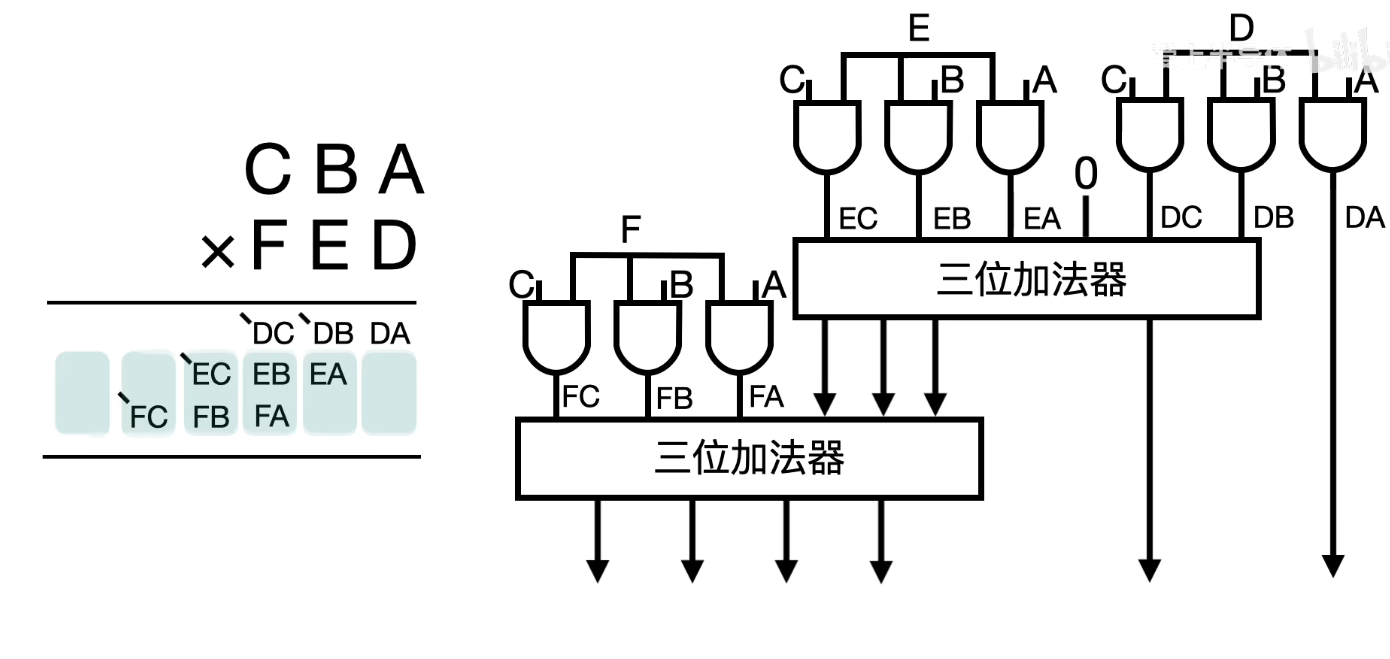 C B A
×F E D
DC DB DA
EC EB EA
FC FB FA
E
C B A
D
C B A
0
EC EB EA DC DB DA
三位加法器
F
C B A
FC FB FA
三位加法器
bilibili